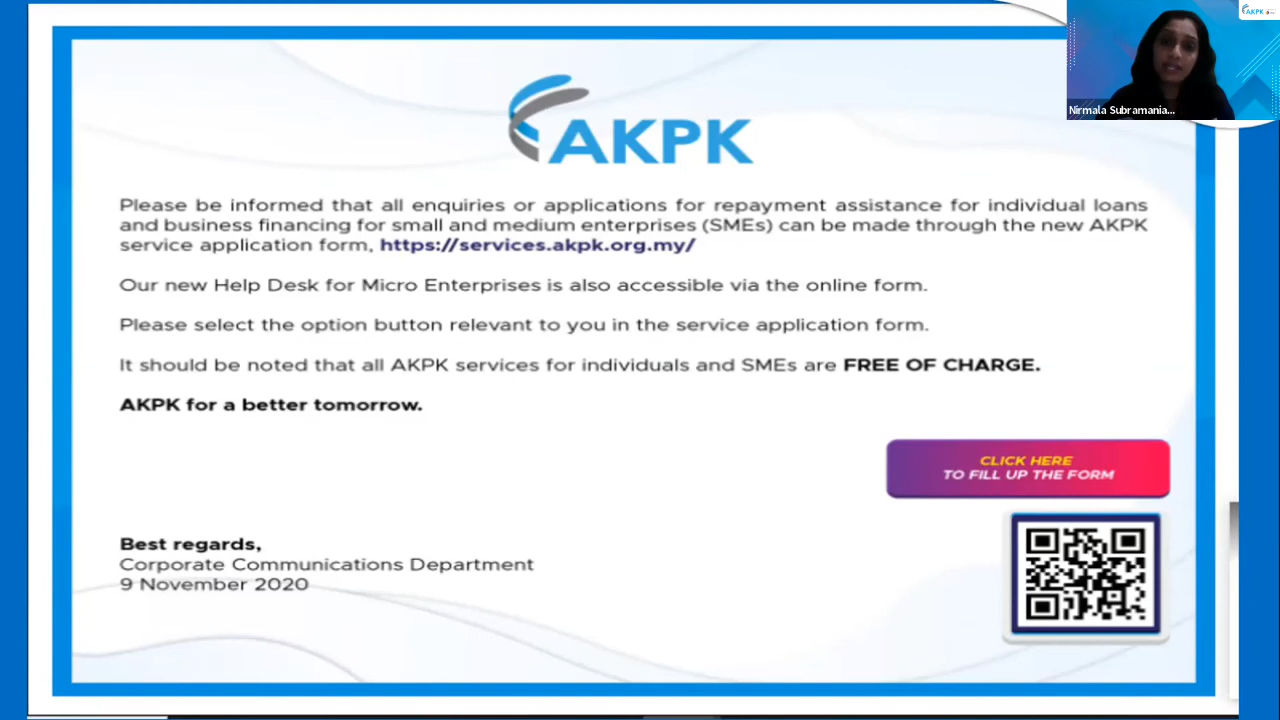 AKPK
Nirmala Subramania...
AKPK
Please be informed that all enquiries or applications for repayment assistance for individual loans
and business financing for small and medium enterprises (SMEs) can be made through the new AKPK
service application form, https://services.akpk.org.my/
Our new Help Desk for Micro Enterprises is also accessible via the online form.
Please select the option button relevant to you in the service application form.
It should be noted that all AKPK services for individuals and SMEs are FREE OF CHARGE.
AKPK for a better tomorrow.
CLICK HERE
TO FILL UP THE FORM
Best regards,
Corporate Communications Department
9 November 2020